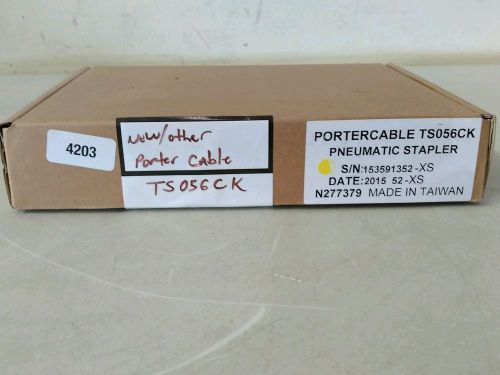 4203
New/other
Porter Cable
TS056CK
PORTERCABLE TS056CK
PNEUMATIC STAPLER
S/N:153591352-XS
DATE:2015 52-XS
N277379 MADE IN TAIWAN